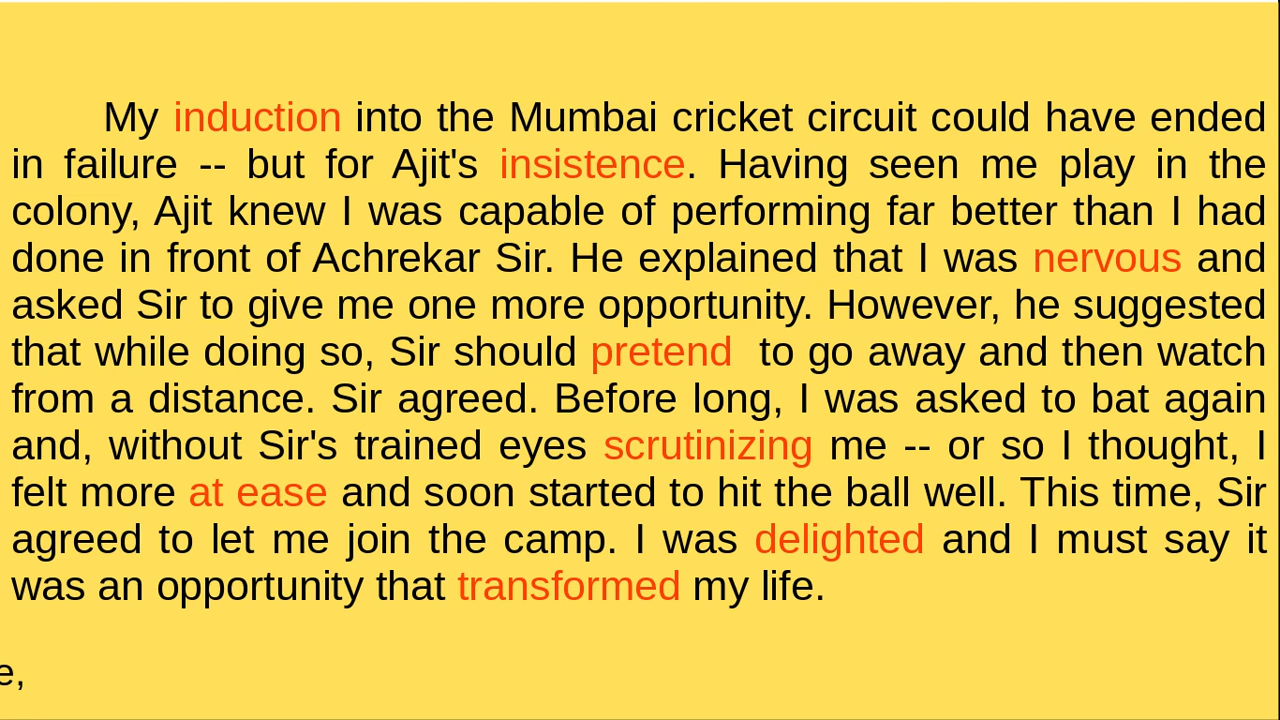 My induction into the Mumbai cricket circuit could have ended
in failure -- but for Ajit's insistence. Having seen me play in the
colony, Ajit knew I was capable of performing far better than I had
done in front of Achrekar Sir. He explained that I was nervous and
asked Sir to give me one more opportunity. However, he suggested
that while doing so, Sir should pretend to go away and then watch
from a distance. Sir agreed. Before long, I was asked to bat again
and, without Sir's trained eyes scrutinizing me -- or so I thought, I
felt more at ease and soon started to hit the ball well. This time, Sir
agreed to let me join the camp. I was delighted and I must say it
was an opportunity that transformed my life.
e,